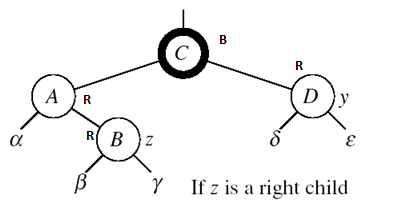 C B
R
A R D y
α R B z δ ε
β γ If z is a right child